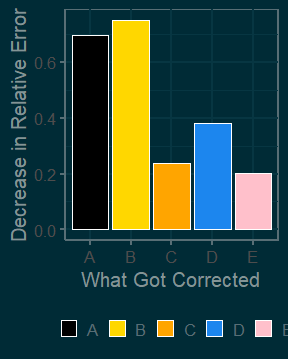 Decrease in Relative Error
0.6
0.4
0.2
0.0
A B C D E
What Got Corrected
A B C D E